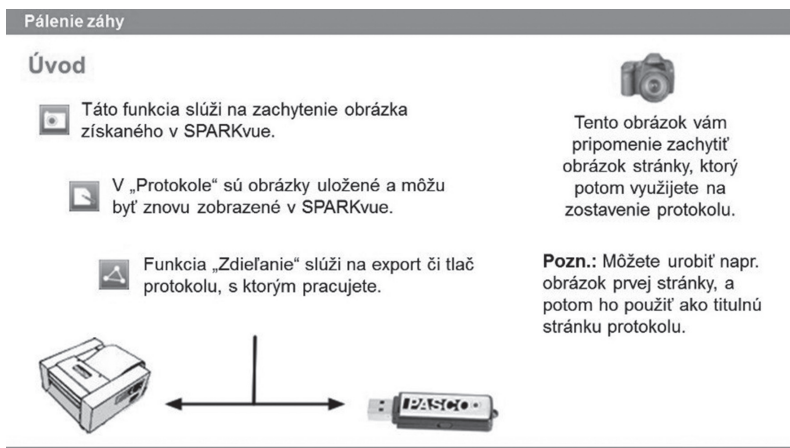 Pálenie záhy
Úvod
Táto funkcia slúži na zachytenie obrázka
získaného v SPARKvue.
V „Protokole“ sú obrázky uložené a môžu
byť znovu zobrazené v SPARKvue.
Funkcia „Zdieľanie“ slúži na export či tlač
protokolu, s ktorým pracujete.
Tento obrázok vám
pripomenie zachytiť
obrázok stránky, ktorý
potom využijete na
zostavenie protokolu.
Pozn.: Môžete urobiť napr.
obrázok prvej stránky, a
potom ho použiť ako titulnú
stránku protokolu.
PASCO